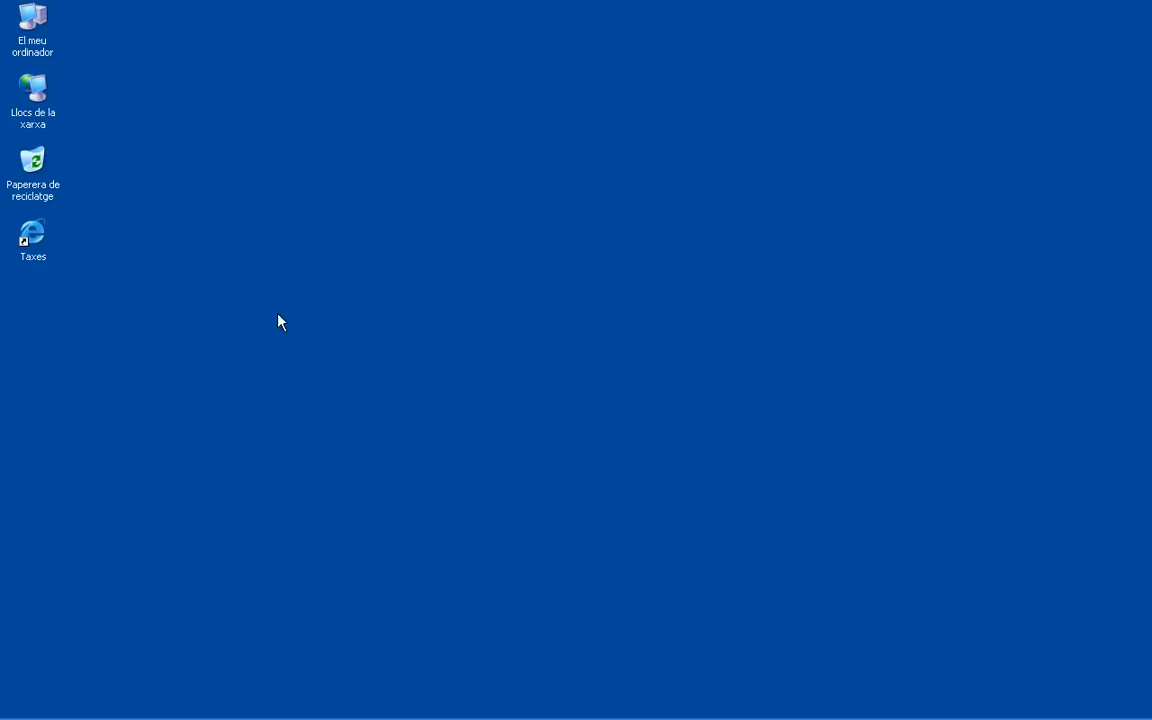 El meu
ordinador
Llocs de la
xarxa
Paperera de
reciclatge
Taxes